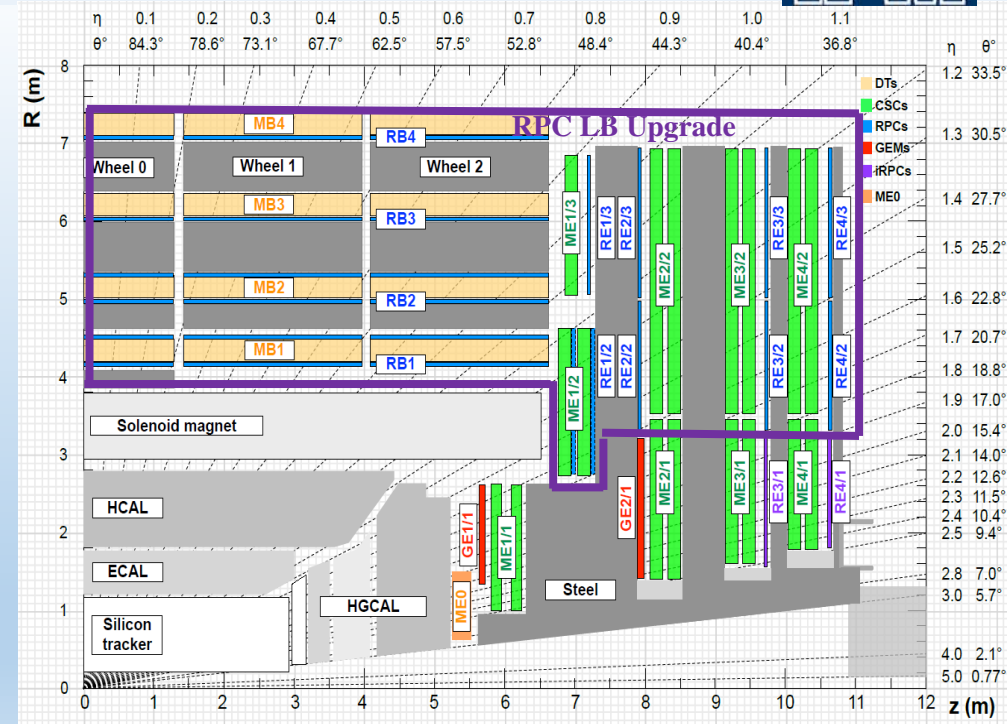 η 0.1 0.2 0.3 0.4 0.5 0.6 0.7 0.8 0.9 1.0 1.1
θ° 84.3° 78.6° 73.1° 67.7° 62.5° 57.5° 52.8° 48.4° 44.3° 40.4° 36.8° η θ°
R (m)
8
7
6
5
4
3
2
1
0
1.2 33.5°
1.3 30.5°
1.4 27.7°
1.5 25.2°
1.6 22.8°
1.7 20.7°
1.8 18.8°
1.9 17.0°
2.0 15.4°
2.1 14.0°
2.2 12.6°
2.3 11.5°
2.4 10.4°
2.5 9.4°
2.8 7.0°
3.0 5.7°
4.0 2.1°
5.0 0.77°
DTs
CSCs
RPCs
GEMs
iRPCs
ME0
RPC LB Upgrade
MB4
RB4
Wheel 0 Wheel 1 Wheel 2
MB3
RB3
MB2
RB2
MB1
RB1
ME1/3
RE1/3
RE2/3
ME2/2
ME3/2
RE3/3
ME4/2
RE4/3
ME1/2
RE1/2
RE2/2
RE3/2
RE4/2
Solenoid magnet
HCAL
ECAL
Silicon
tracker
HGCAL
ME0
GE1/1
ME1/1
Steel
GE2/1
ME2/1
ME3/1
RE3/1
ME4/1
RE4/1
0 1 2 3 4 5 6 7 8 9 10 11 12 z (m)